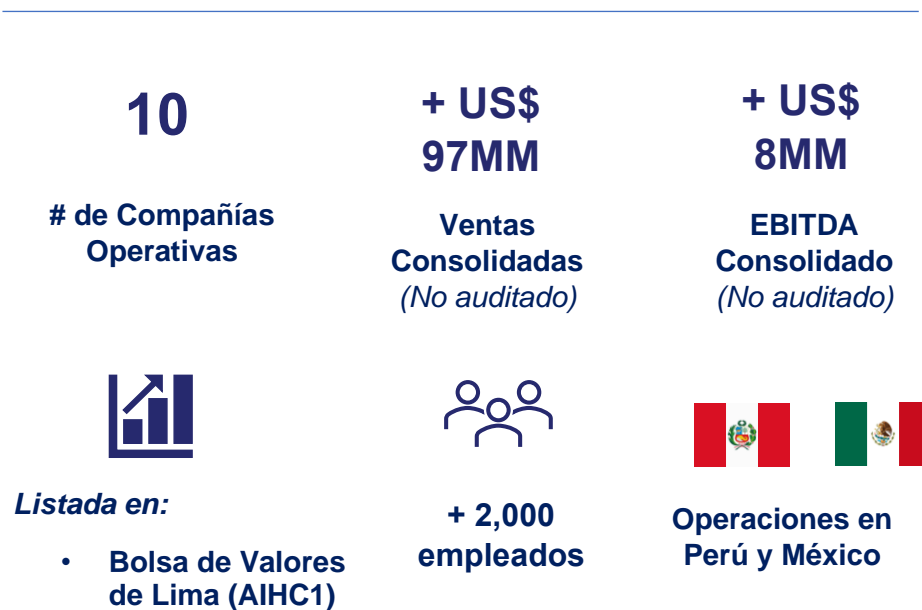 10
# de Compañías
Operativas
+ US$
97MM
Ventas
Consolidadas
(No auditado)
+ US$
8MM
EBITDA
Consolidado
(No auditado)
Listada en:
• Bolsa de Valores
de Lima (AIHC1)
+ 2,000
empleados
Operaciones en
Perú y México